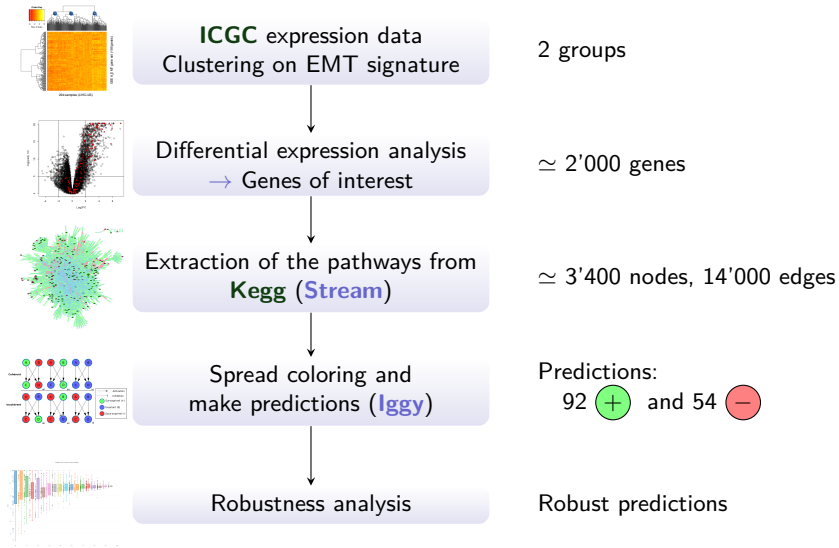 ICGC expression data
Clustering on EMT signature
2 groups
Differential expression analysis
→ Genes of interest
≃ 2'000 genes
Extraction of the pathways from
Kegg (Stream)
≃ 3'400 nodes, 14'000 edges
Spread coloring and
make predictions (Iggy)
Predictions:
92 + and 54 −
Robustness analysis
Robust predictions